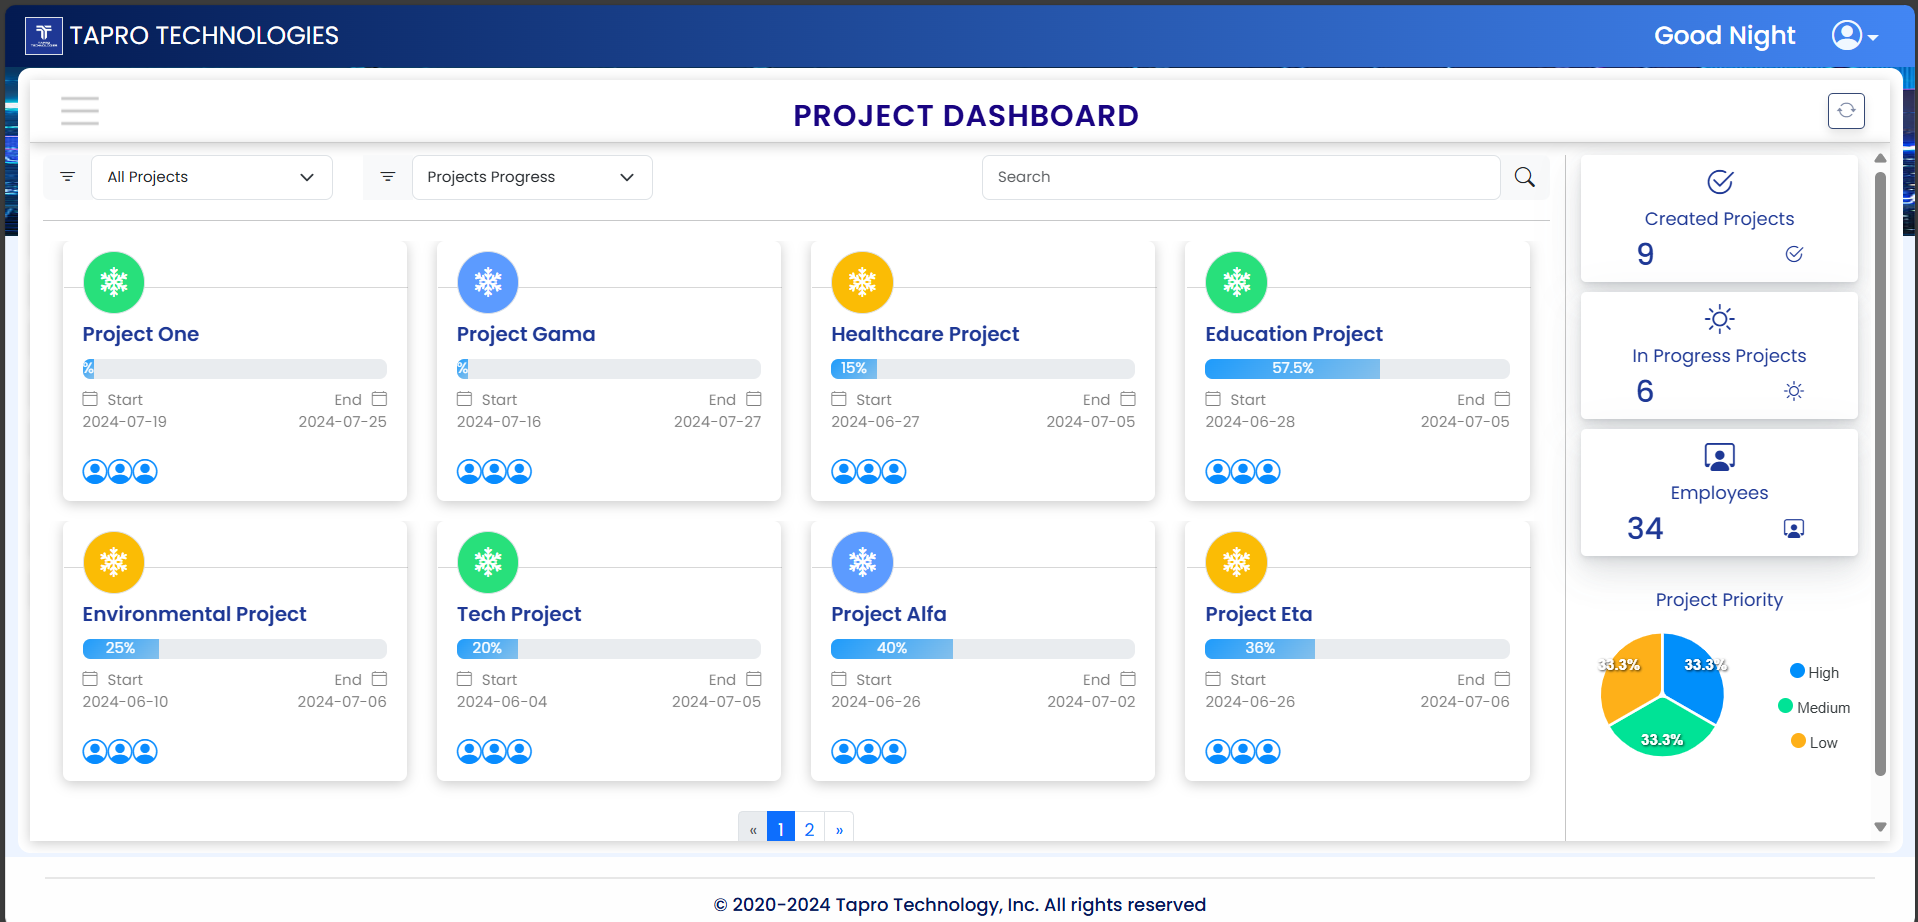 TAPRO TECHNOLOGIES
Good Night
PROJECT DASHBOARD
All Projects
Projects Progress
Search
Project One
%
Start
End
2024-07-19
2024-07-25
Project Gama
%
Start
End
2024-07-16
2024-07-27
Healthcare Project
15%
Start
End
2024-06-27
2024-07-05
Education Project
57.5%
Start
End
2024-06-28
2024-07-05
Environmental Project
25%
Start
End
2024-06-10
2024-07-06
Tech Project
20%
Start
End
2024-06-04
2024-07-05
Project Alfa
40%
Start
End
2024-06-26
2024-07-02
Project Eta
36%
Start
End
2024-06-26
2024-07-06
« 1 2 »
Created Projects
9
In Progress Projects
6
Employees
34
Project Priority
33.3%
33.3%
33.3%
High
Medium
Low
© 2020-2024 Tapro Technology, Inc. All rights reserved